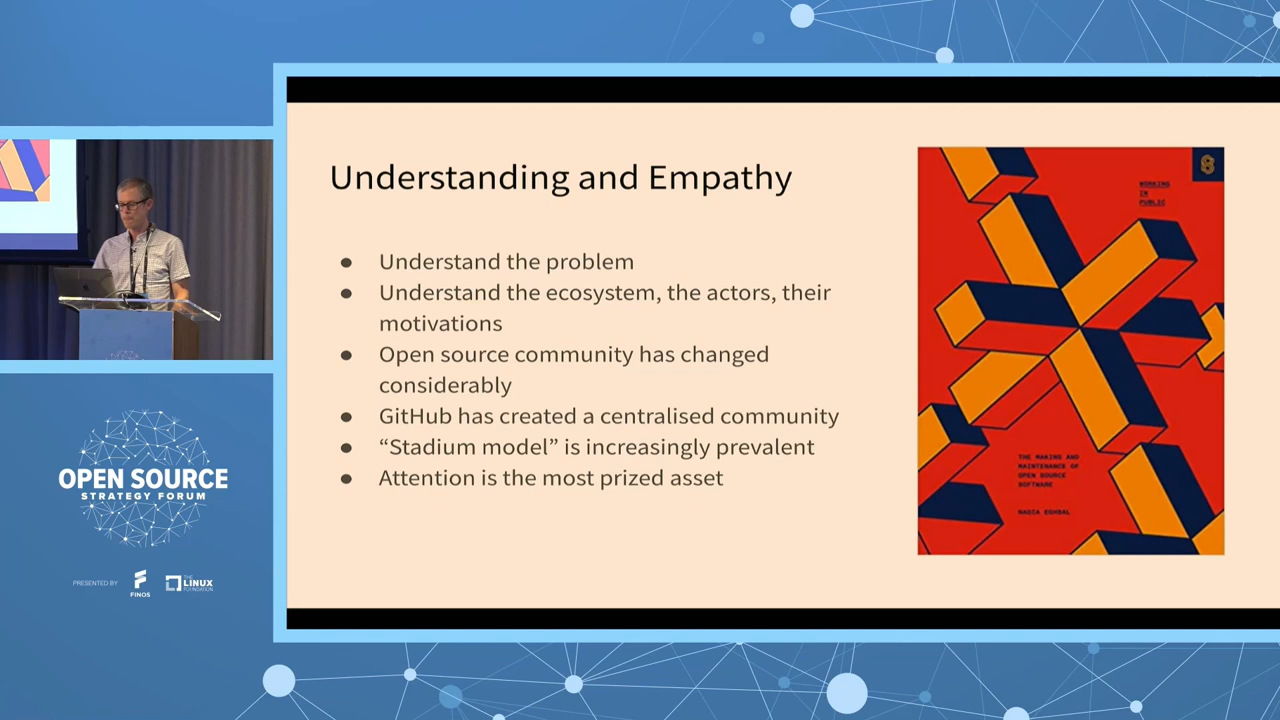 Understanding and Empathy
● Understand the problem
● Understand the ecosystem, the actors, their
motivations
● Open source community has changed
considerably
● GitHub has created a centralised community
● “Stadium model” is increasingly prevalent
● Attention is the most prized asset
WORKING
IN
PUBLIC
THE MAKING AND
MAINTENANCE OF
OPEN SOURCE
SOFTWARE
NADIA EGHBAL
OPEN SOURCE
STRATEGY FORUM
PRESENTED BY
FINOS
THE
LINUX
FOUNDATION